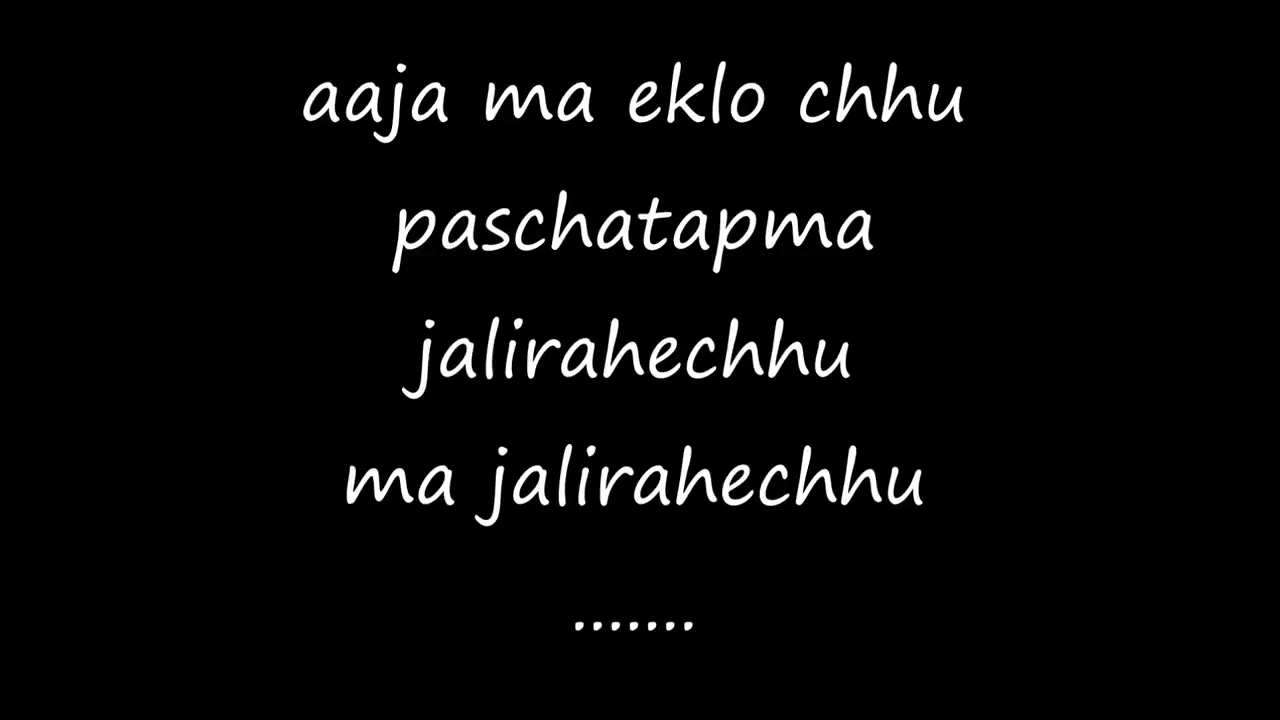 aaja ma eklo chhu
paschatapma
jalirahechhu
ma jalirahechhu
.......